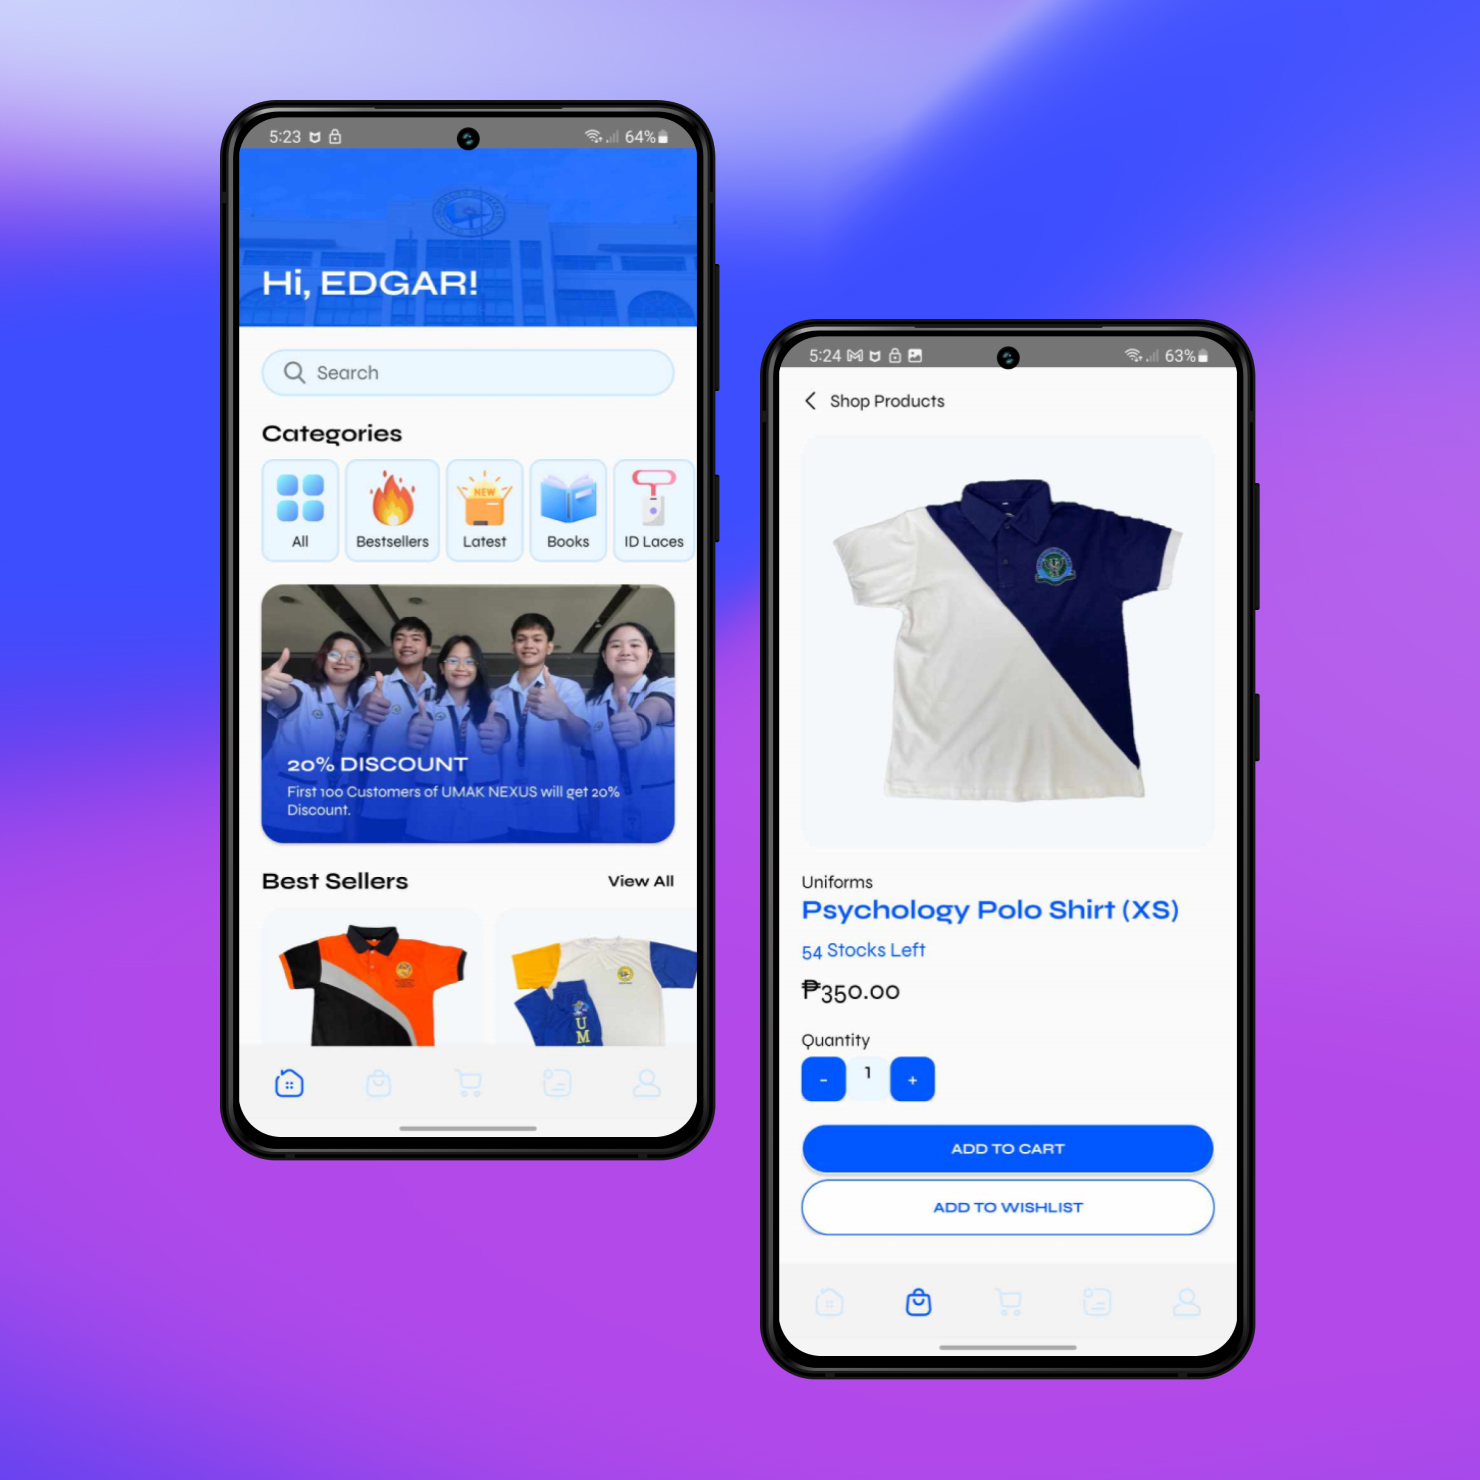 5:23
64%
Hi, EDGAR!
Search
Categories
NEW
All
Bestsellers
Latest
Books
ID Laces
20% DISCOUNT
First 100 Customers of UMAK NEXUS will get 20%
Discount.
Best Sellers
View All
U
M
5:24
63%
Shop Products
Uniforms
Psychology Polo Shirt (XS)
54 Stocks Left
₱350.00
Quantity
-
1
+
ADD TO CART
ADD TO WISHLIST